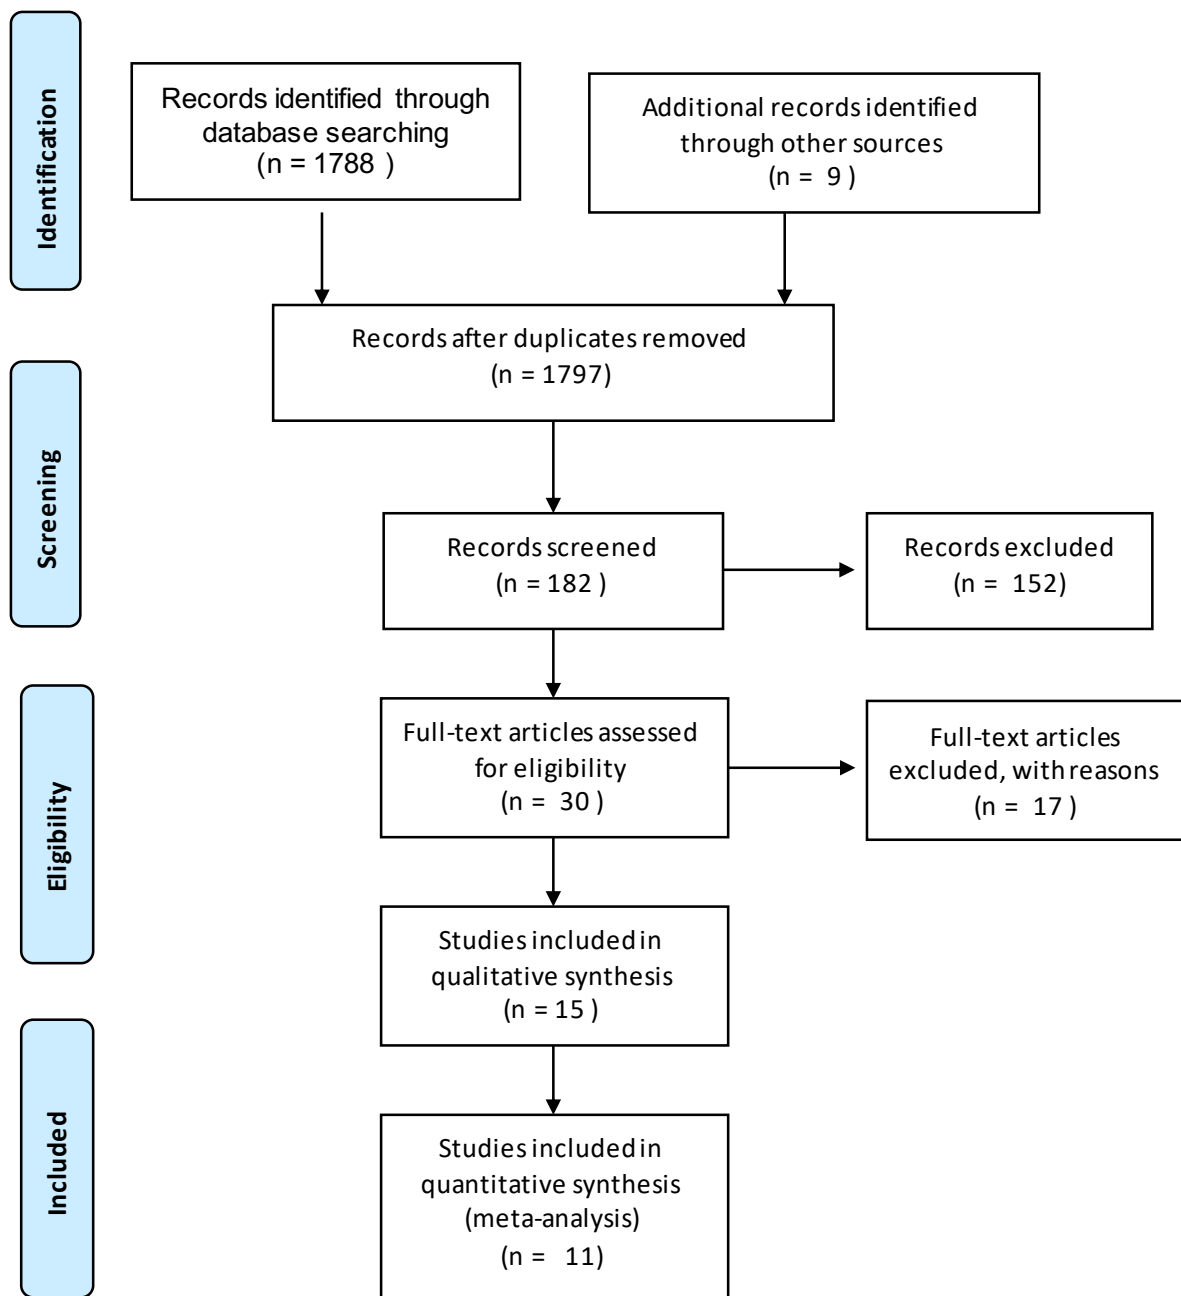 Identification
Records identified through
database searching
(n = 1788 )
Additional records identified
through other sources
(n = 9 )
Records after duplicates removed
(n = 1797)
Screening
Records screened
(n = 182 )
Records excluded
(n = 152)
Eligibility
Full-text articles assessed
for eligibility
(n = 30 )
Full-text articles
excluded, with reasons
(n = 17 )
Studies included in
qualitative synthesis
(n = 15 )
Included
Studies included in
quantitative synthesis
(meta-analysis)
(n = 11)